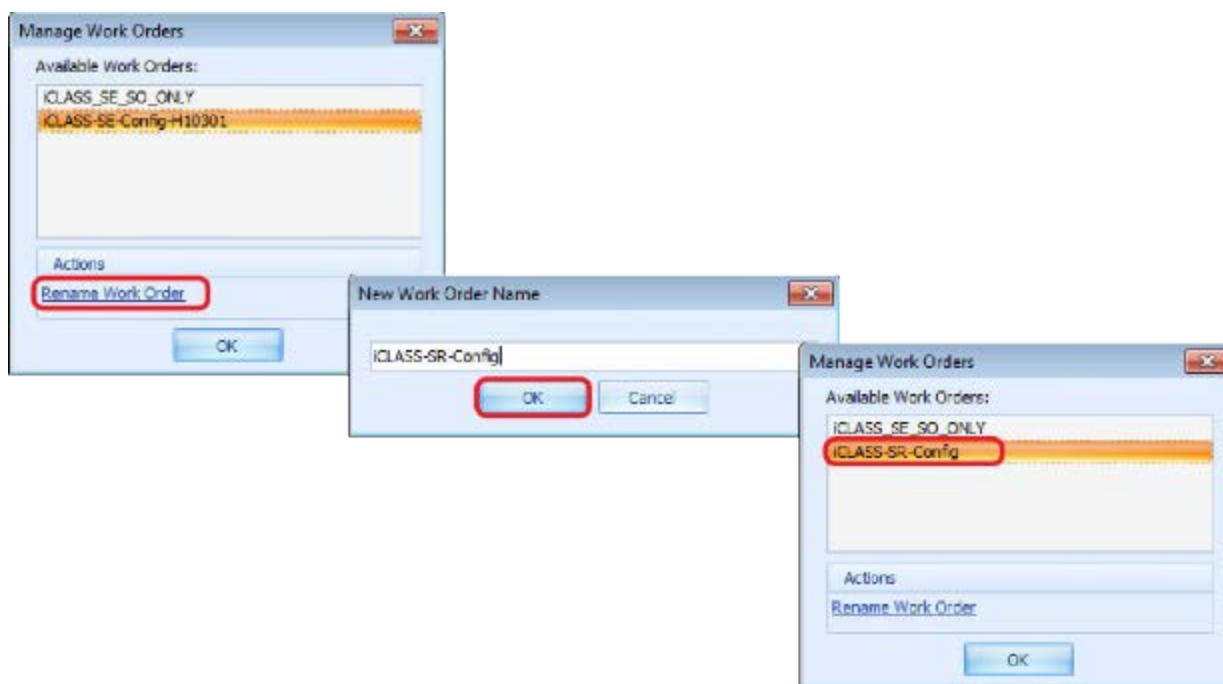 Manage Work Orders
Available Work Orders:
iCLASS_SE_SO_ONLY
iCLASS-SE-Config-H10301
Actions
Rename Work Order
OK
New Work Order Name
iCLASS-SR-Config
OK Cancel
Manage Work Orders
Available Work Orders:
iCLASS_SE_SO_ONLY
iCLASS-SR-Config
Actions
Rename Work Order
OK